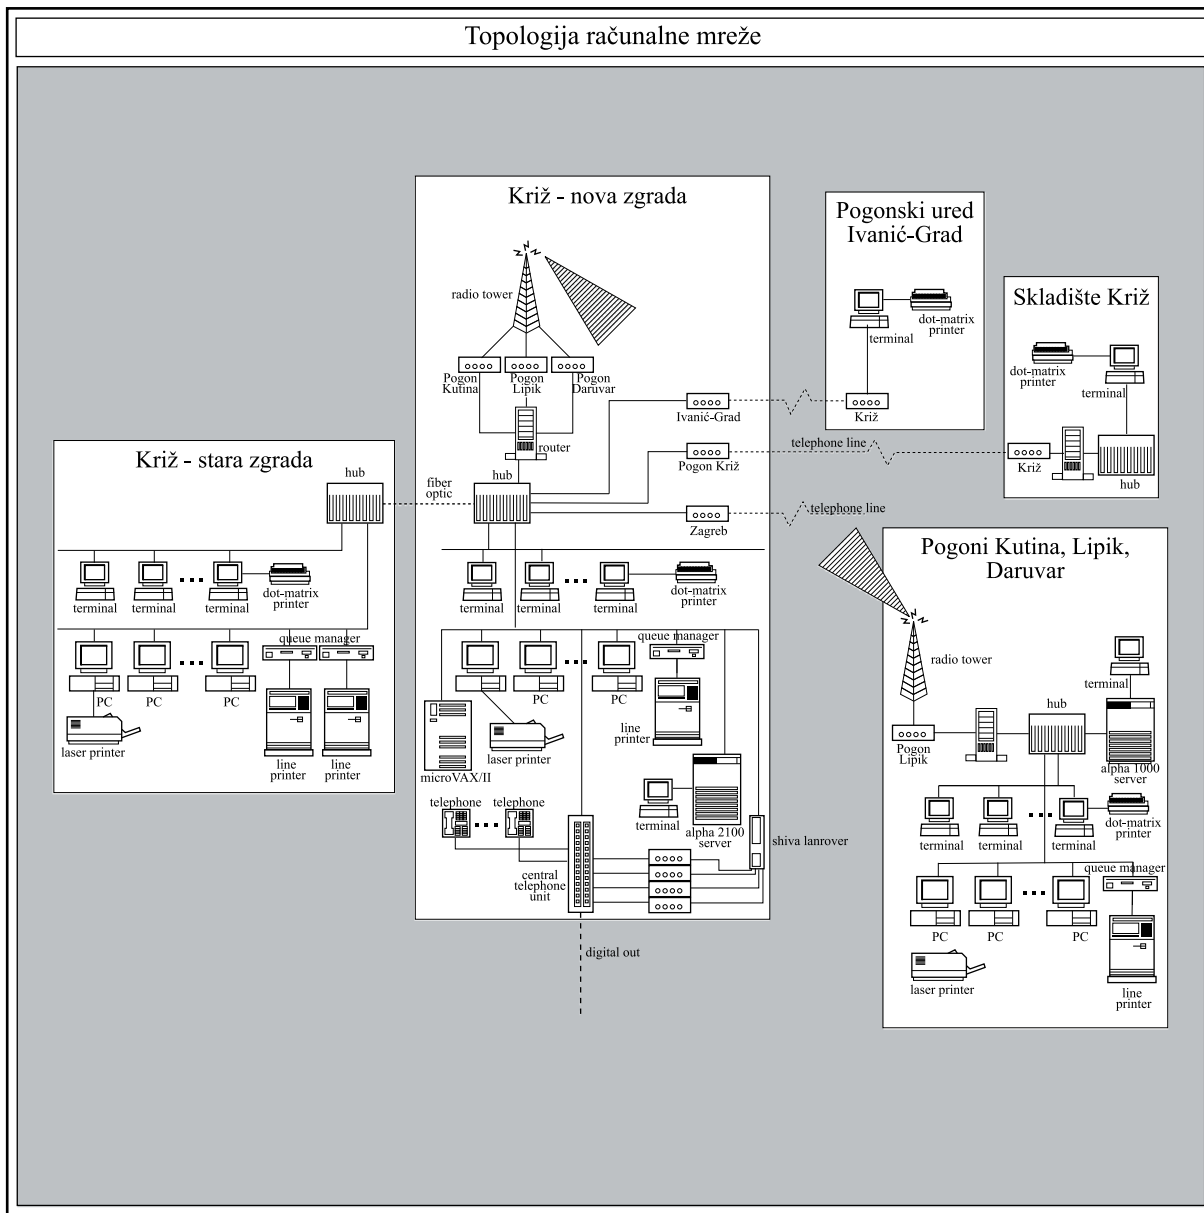 Topologija računalne mreže
Križ - nova zgrada
radio tower
Pogon
Kutina
Pogon
Lipik
Pogon
Daruvar
router
hub
Ivanić-Grad
Pogon Križ
Zagreb
fiber
optic
telephone line
telephone line
Pogonski ured
Ivanić-Grad
dot-matrix
printer
terminal
Križ
Skladište Križ
dot-matrix
printer
terminal
Križ
hub
Križ - stara zgrada
hub
terminal
terminal
terminal
dot-matrix
printer
queue manager
PC
PC
PC
laser printer
line
printer
line
printer
terminal
terminal
terminal
dot-matrix
printer
queue manager
PC
PC
line
printer
microVAX/II
laser printer
telephone
telephone
terminal
alpha 2100
server
shiva lanrover
central
telephone
unit
digital out
Pogoni Kutina, Lipik,
Daruvar
radio tower
terminal
hub
Pogon
Lipik
alpha 1000
server
terminal
terminal
terminal
dot-matrix
printer
queue manager
PC
PC
PC
laser printer
line
printer